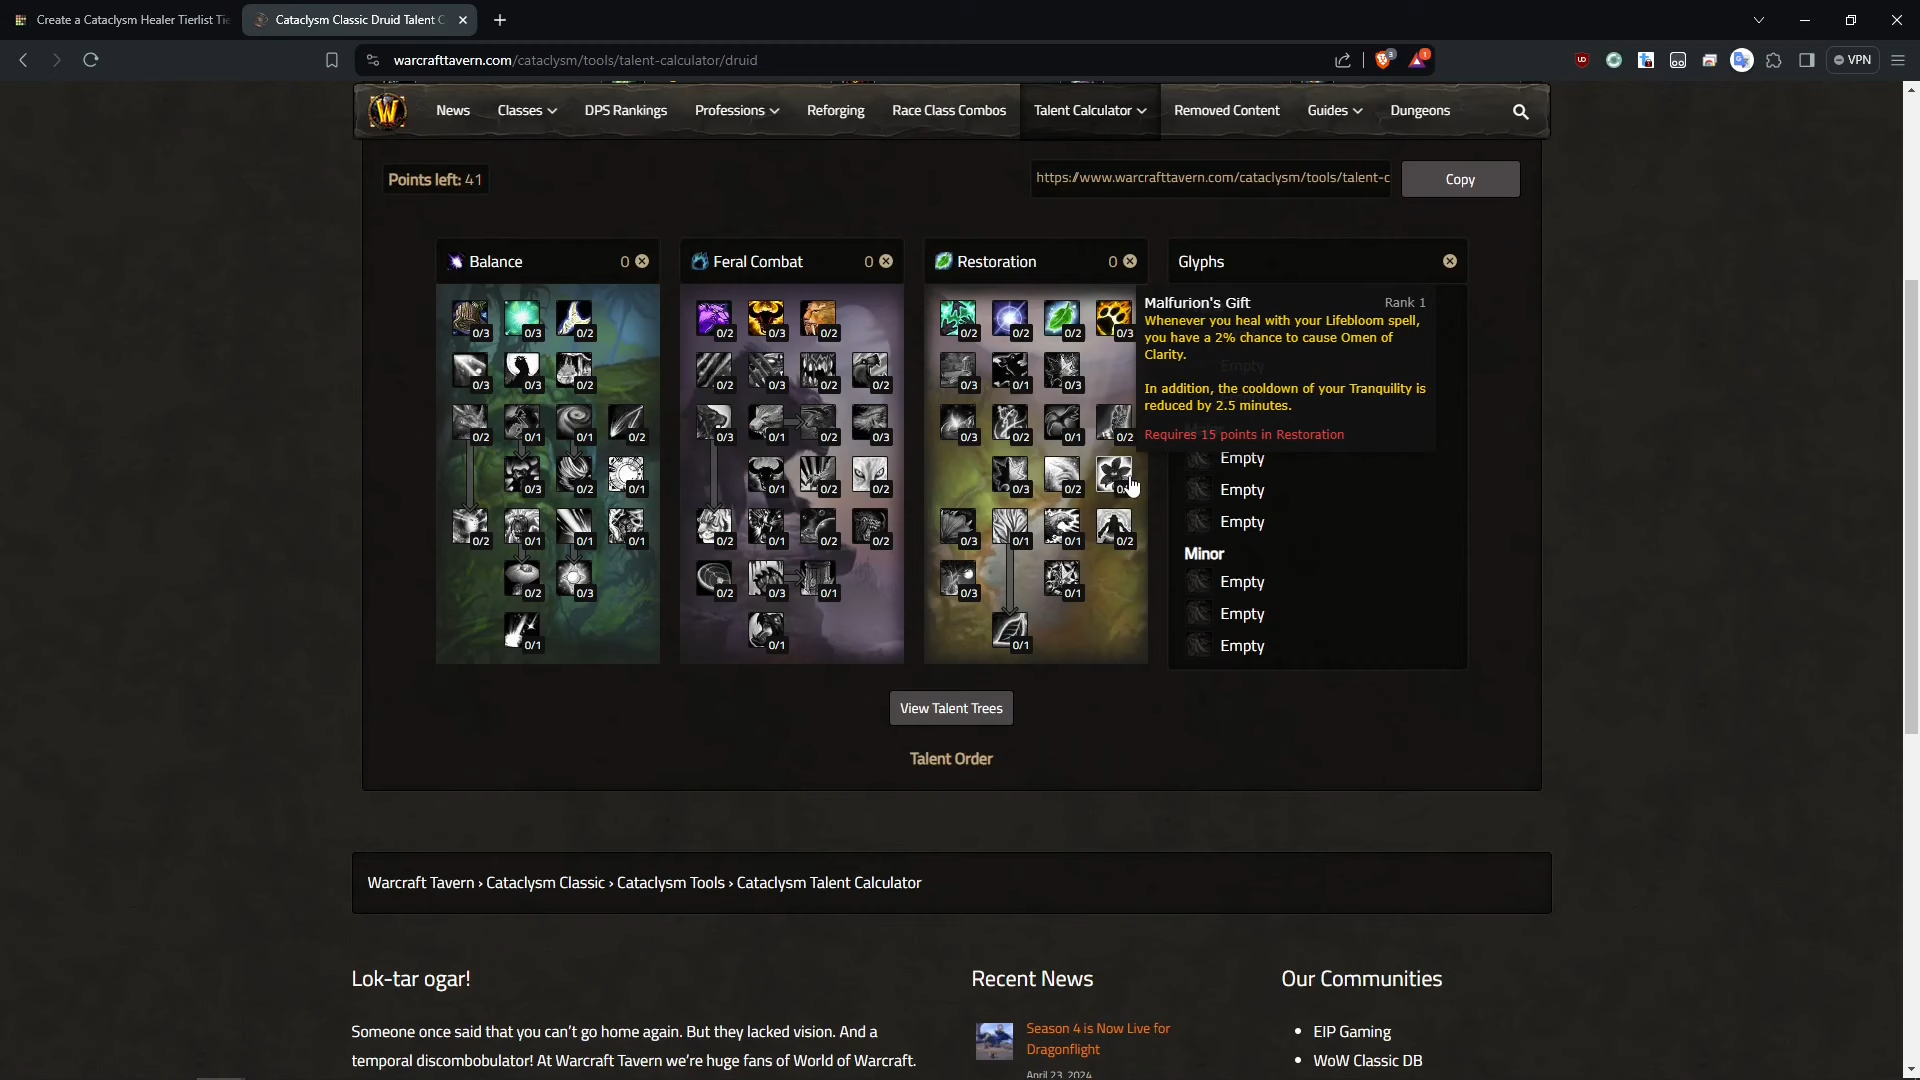 Create a Cataclysm Healer Tierlist Tie
Cataclysm Classic Druid Talent C
warcrafttavern.com/cataclysm/tools/talent-calculator/druid
3
1
VPN
W
News
Classes
DPS Rankings
Professions
Reforging
Race Class Combos
Talent Calculator
Removed Content
Guides
Dungeons
Points left: 41
https://www.warcrafttavern.com/cataclysm/tools/talent-c
Copy
Balance 0
Feral Combat 0
Restoration 0
Glyphs
0/3 0/3 0/2
0/2 0/3 0/2
0/2 0/2 0/2 0/3
Malfurion's Gift Rank 1
Whenever you heal with your Lifebloom spell,
you have a 2% chance to cause Omen of
Clarity.
Empty
In addition, the cooldown of your Tranquility is
reduced by 2.5 minutes.
Requires 15 points in Restoration
0/3 0/3 0/2
0/2 0/3 0/2 0/2
0/3 0/1 0/3
0/2 0/1 0/1 0/2
0/3 0/1 0/2 0/3
0/3 0/2 0/1 0/2
Empty
0/3 0/2 0/1
0/1 0/2 0/2
0/3 0/2
Empty
Empty
0/2 0/1 0/1 0/1
0/2 0/1 0/2 0/2
0/3 0/1 0/1 0/2
Minor
Empty
0/2 0/3
0/2 0/3 0/1
0/3 0/1
Empty
0/1
0/1
0/1
Empty
View Talent Trees
Talent Order
Warcraft Tavern › Cataclysm Classic › Cataclysm Tools › Cataclysm Talent Calculator
Lok-tar ogar!
Someone once said that you can't go home again. But they lacked vision. And a
temporal discombobulator! At Warcraft Tavern we're huge fans of World of Warcraft.
Recent News
Season 4 is Now Live for
Dragonflight
April 23, 2024
Our Communities
• EIP Gaming
• WoW Classic DB